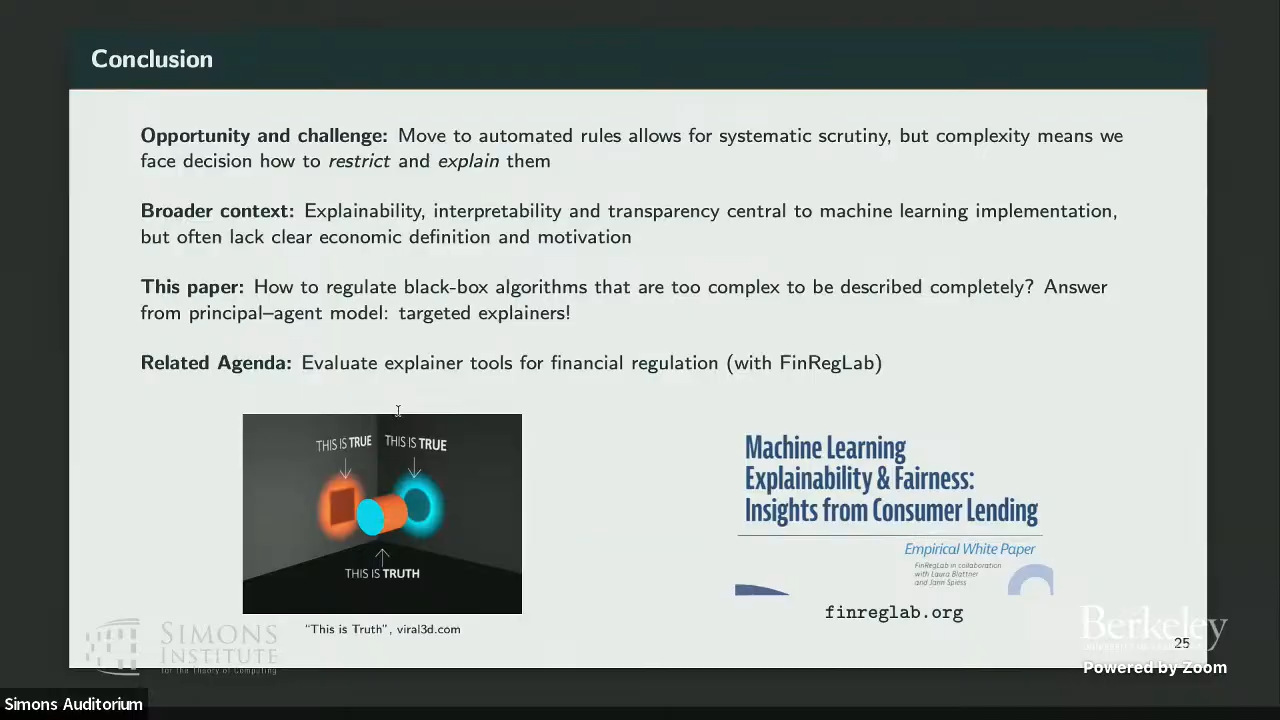 Conclusion
Opportunity and challenge: Move to automated rules allows for systematic scrutiny, but complexity means we
face decision how to restrict and explain them
Broader context: Explainability, interpretability and transparency central to machine learning implementation,
but often lack clear economic definition and motivation
This paper: How to regulate black-box algorithms that are too complex to be described completely? Answer
from principal–agent model: targeted explainers!
Related Agenda: Evaluate explainer tools for financial regulation (with FinRegLab)
THIS IS TRUE
THIS IS TRUE
THIS IS TRUTH
"This is Truth", viral3d.com
Machine Learning
Explainability & Fairness:
Insights from Consumer Lending
Empirical White Paper
FinRegLab in collaboration
with Laura Blattner
and Jann Spiess
finreglab.org
SIMONS
INSTITUTE
for the Theory of Computing
Berkeley
25
Powered by Zoom
Simons Auditorium